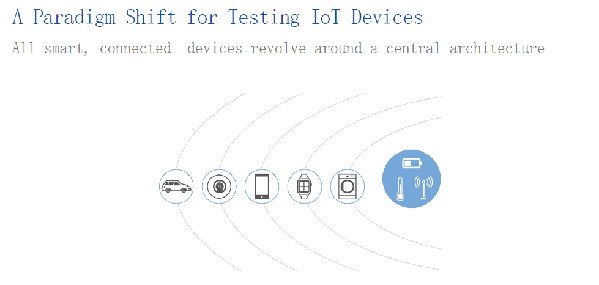 A Paradigm Shift for Testing IoT Devices
All smart, connected devices revolve around a central architecture